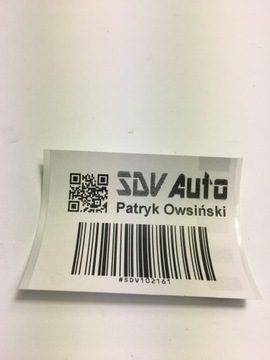 SDV Auto
Patryk Owsiński
#SDV102161